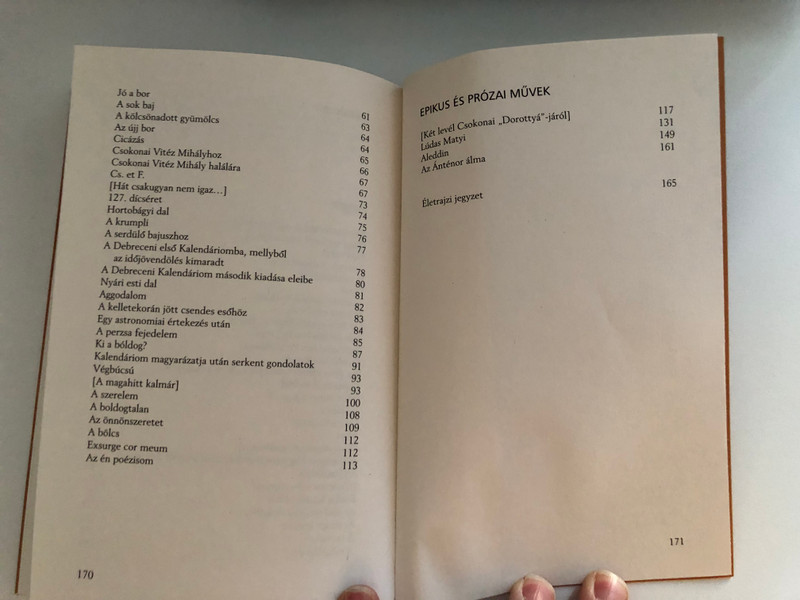 Jó a bor 61
A sok baj 63
A kölcsönadott gyümölcs 64
Az újj bor 64
Cicázás 65
Csokonai Vitéz Mihályhoz 66
Csokonai Vitéz Mihály halálára 67
Cs. et F. 67
[Hát csakugyan nem igaz...] 73
127. dícséret 74
Hortobágyi dal 75
A krumpli 76
A serdülő bajuszhoz 77
A Debreceni első Kalendáriomba, mellyből
az időjövendölés kimaradt 78
A Debreceni Kalendáriom második kiadása eleibe 80
Nyári esti dal 81
Aggodalom 82
A kelletekorán jött csendes esőhöz 83
Egy astronomiai értekezés után 84
A perzsa fejedelem 85
Ki a bóldog? 87
Kalendáriom magyarázatja után serkent gondolatok 91
Végbúcsú 93
[A magahitt kalmár] 93
A szerelem 100
A boldogtalan 108
Az önnönszeretet 109
A bölcs 112
Exsurge cor meum 112
Az én poézisom 113
170
EPIKUS ÉS PRÓZAI MŰVEK
[Két levél Csokonai „Dorottyá”-járól] 117
Lúdas Matyi 131
Aleddin 149
Az Ánténor álma 161
Életrajzi jegyzet 165
171